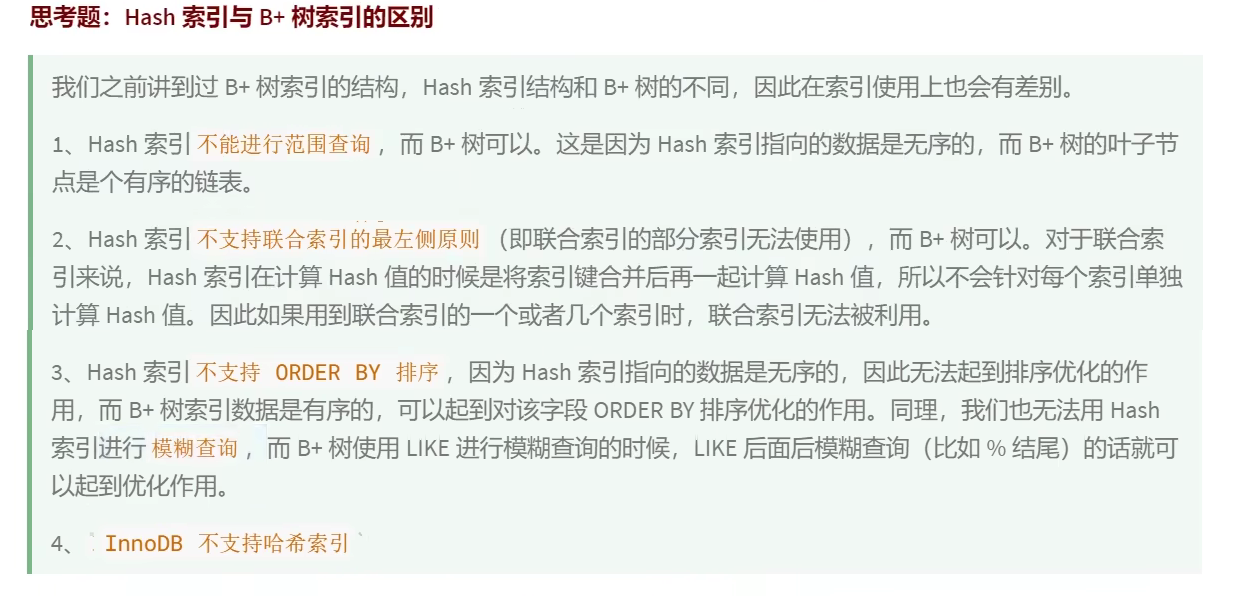 思考题：Hash 索引与 B+ 树索引的区别
我们之前讲到过 B+ 树索引的结构，Hash 索引结构和 B+ 树的不同，因此在索引使用上也会有差别。
1、Hash 索引 不能进行范围查询 ，而 B+ 树可以。这是因为 Hash 索引指向的数据是无序的，而 B+ 树的叶子节
点是个有序的链表。
2、Hash 索引 不支持联合索引的最左侧原则 （即联合索引的部分索引无法使用），而 B+ 树可以。对于联合索
引来说，Hash 索引在计算 Hash 值的时候是将索引键合并后再一起计算 Hash 值，所以不会针对每个索引单独
计算 Hash 值。因此如果用到联合索引的一个或者几个索引时，联合索引无法被利用。
3、Hash 索引 不支持 ORDER BY 排序 ，因为 Hash 索引指向的数据是无序的，因此无法起到排序优化的作
用，而 B+ 树索引数据是有序的，可以起到对该字段 ORDER BY 排序优化的作用。同理，我们也无法用 Hash
索引进行 模糊查询 ，而 B+ 树使用 LIKE 进行模糊查询的时候，LIKE 后面后模糊查询（比如 % 结尾）的话就可
以起到优化作用。
4、` InnoDB 不支持哈希索引 `